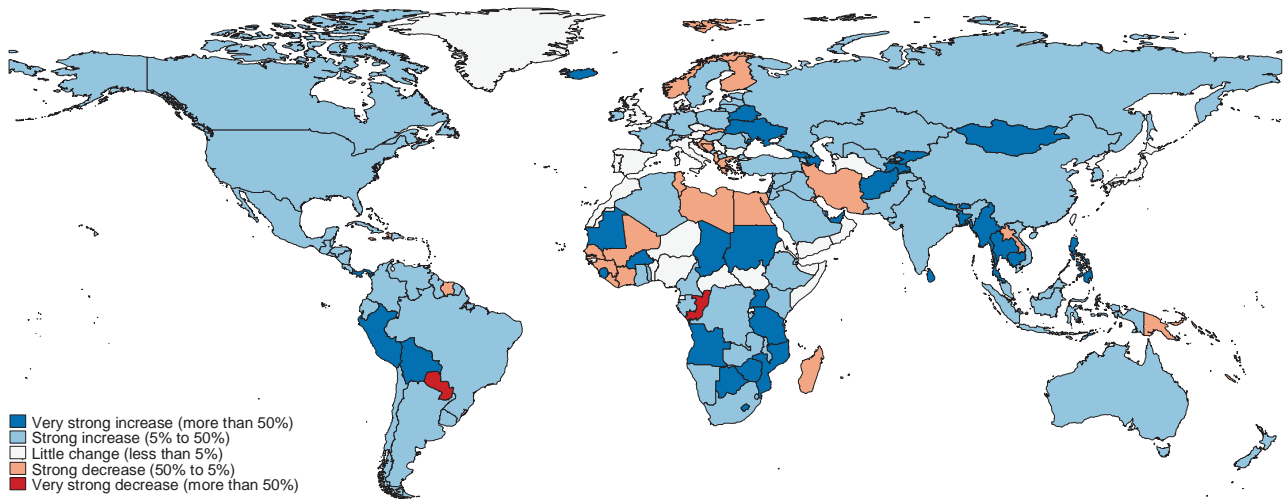 Very strong increase (more than 50%)
Strong increase (5% to 50%)
Little change (less than 5%)
Strong decrease (50% to 5%)
Very strong decrease (more than 50%)